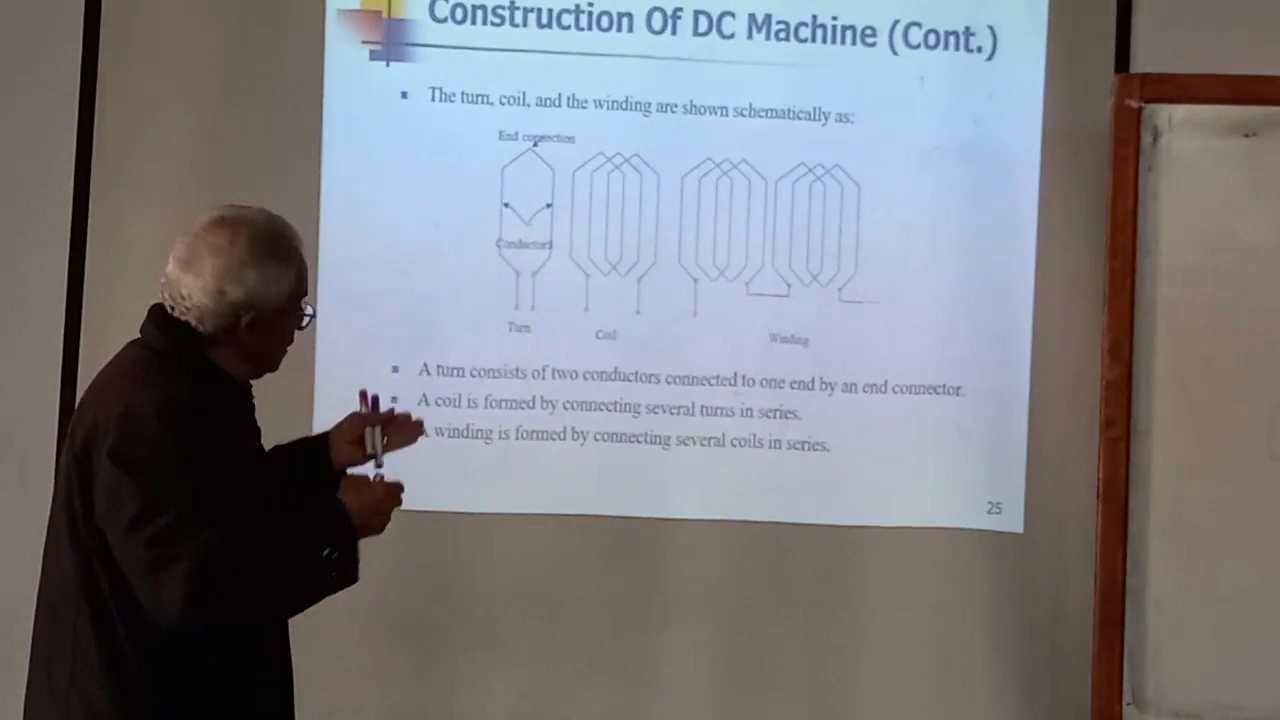 Construction Of DC Machine (Cont.)
The turn, coil, and the winding are shown schematically as:
End connection
Conductors
Turn
Coil
Winding
A turn consists of two conductors connected to one end by an end connector.
A coil is formed by connecting several turns in series.
A winding is formed by connecting several coils in series.
25